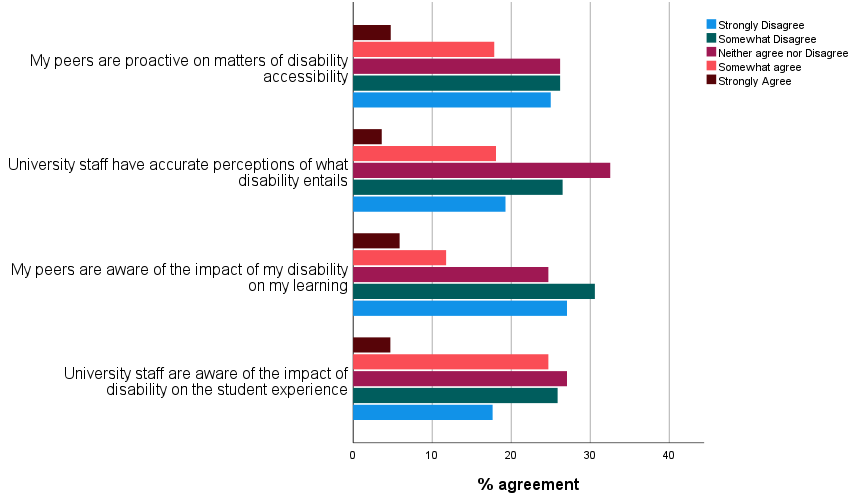 Strongly Disagree
Somewhat Disagree
Neither agree nor Disagree
Somewhat agree
Strongly Agree
My peers are proactive on matters of disability
accessibility
University staff have accurate perceptions of what
disability entails
My peers are aware of the impact of my disability
on my learning
University staff are aware of the impact of
disability on the student experience
0 10 20 30 40
% agreement